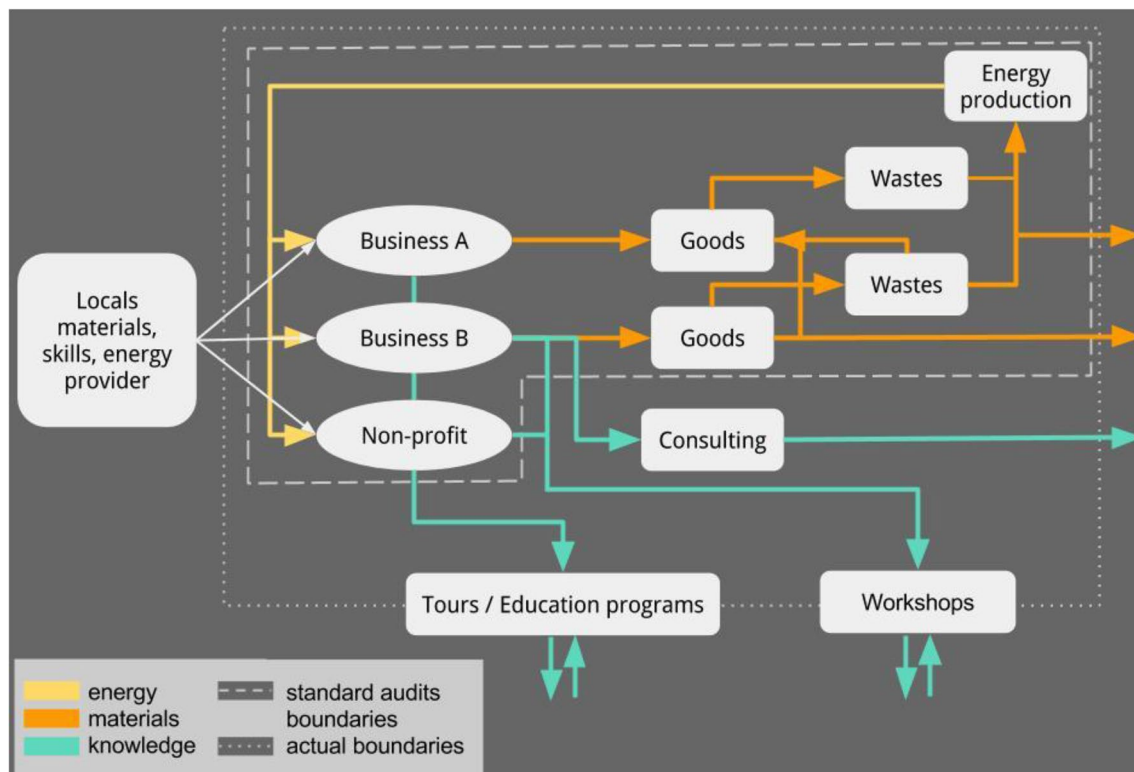 Energy
production
Wastes
Business A
Goods
Wastes
Locals
materials,
skills, energy
provider
Business B
Goods
Non-profit
Consulting
Tours / Education programs
Workshops
energy
materials
knowledge
standard audits
boundaries
actual boundaries